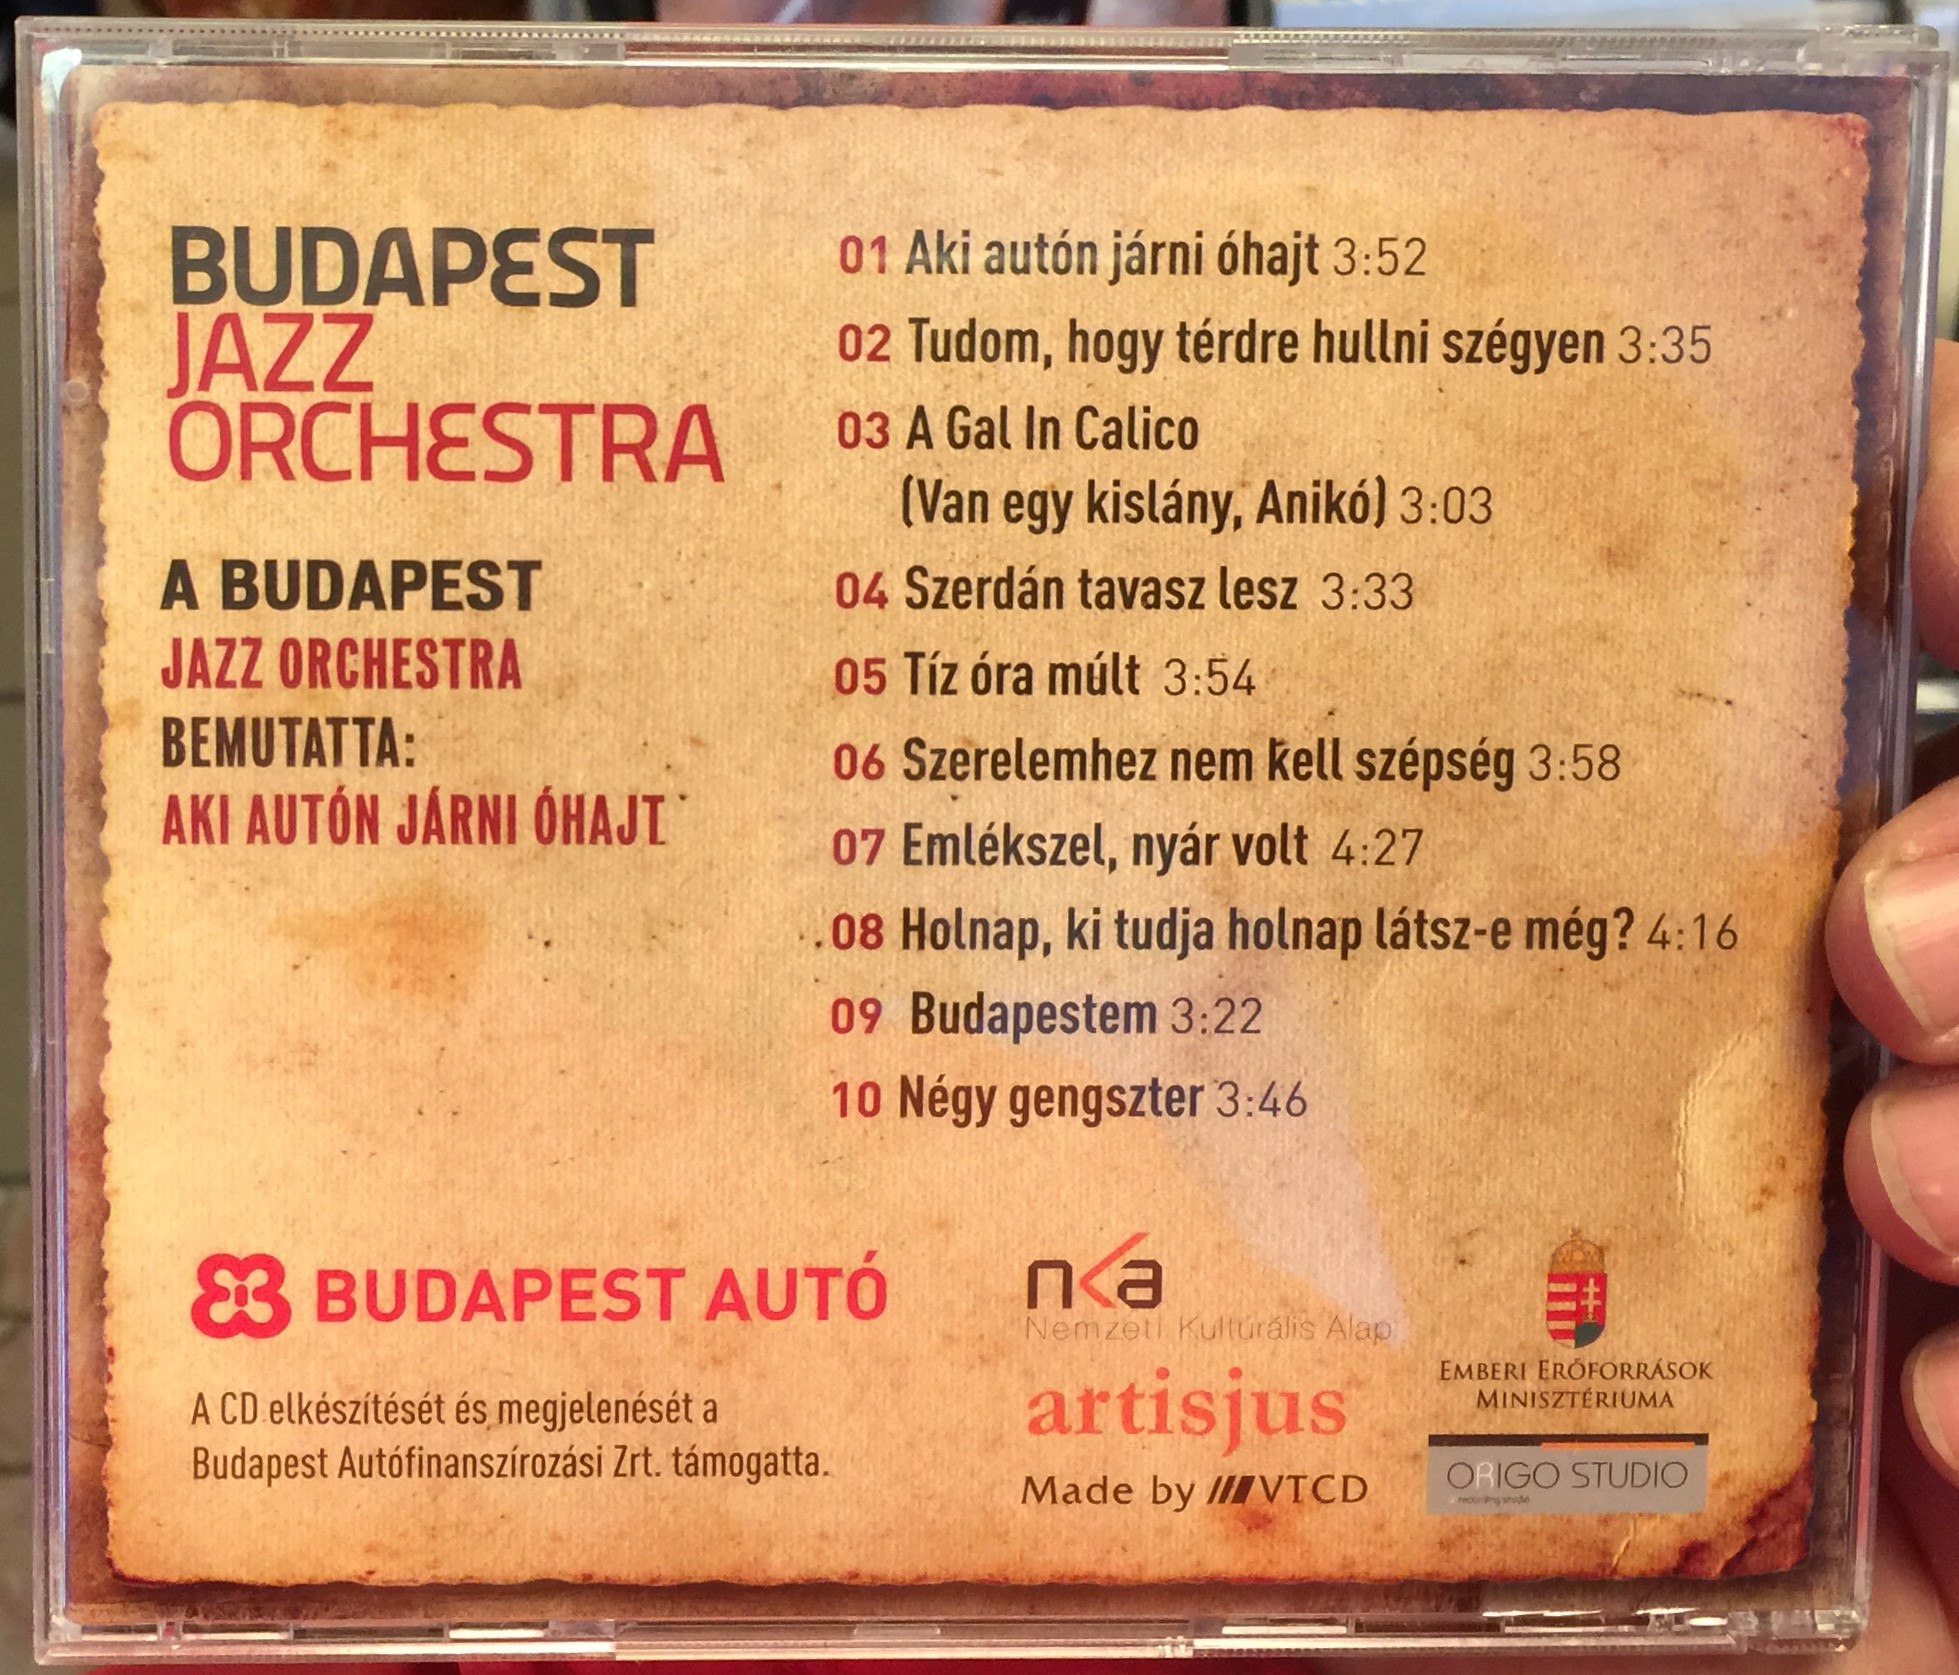 BUDAPEST
JAZZ
ORCHESTRA
A BUDAPEST
JAZZ ORCHESTRA
BEMUTATTA:
AKI AUTÓN JÁRNI ÓHAJT
01 Aki autón járni óhajt 3:52
02 Tudom, hogy térdre hullni szégyen 3:35
03 A Gal In Calico
(Van egy kislány, Anikó) 3:03
04 Szerdán tavasz lesz 3:33
05 Tíz óra múlt 3:54
06 Szerelemhez nem kell szépség 3:58
07 Emlékszel, nyár volt 4:27
08 Holnap, ki tudja holnap látsz-e még? 4:16
09 Budapestem 3:22
10 Négy gengszter 3:46
BUDAPEST AUTÓ
A CD elkészítését és megjelenését a
Budapest Autófinanszírozási Zrt. támogatta.
nka
Nemzeti Kulturális Alap
artisjus
Made by VTCD
EMBERI ERŐFORRÁSOK
MINISZTÉRIUMA
ORIGO STUDIO
a recording studio